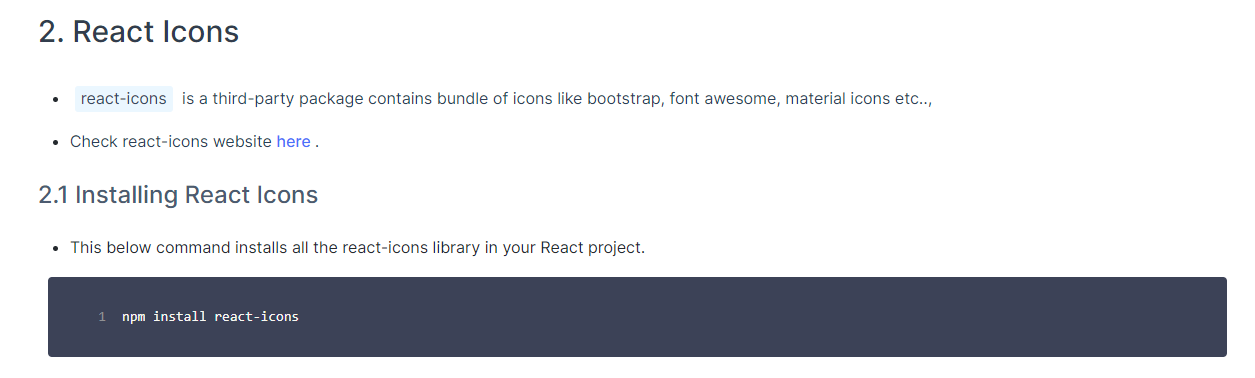 2. React Icons
• react-icons is a third-party package contains bundle of icons like bootstrap, font awesome, material icons etc..,
• Check react-icons website here .
2.1 Installing React Icons
• This below command installs all the react-icons library in your React project.
1 npm install react-icons